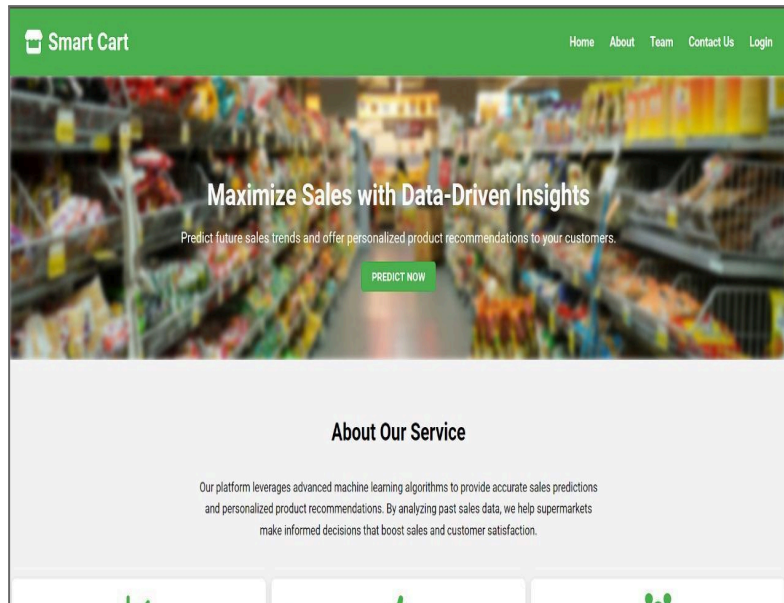 Smart Cart
Home About Team Contact Us Login
Maximize Sales with Data-Driven Insights
Predict future sales trends and offer personalized product recommendations to your customers.
PREDICT NOW
About Our Service
Our platform leverages advanced machine learning algorithms to provide accurate sales predictions
and personalized product recommendations. By analyzing past sales data, we help supermarkets
make informed decisions that boost sales and customer satisfaction.